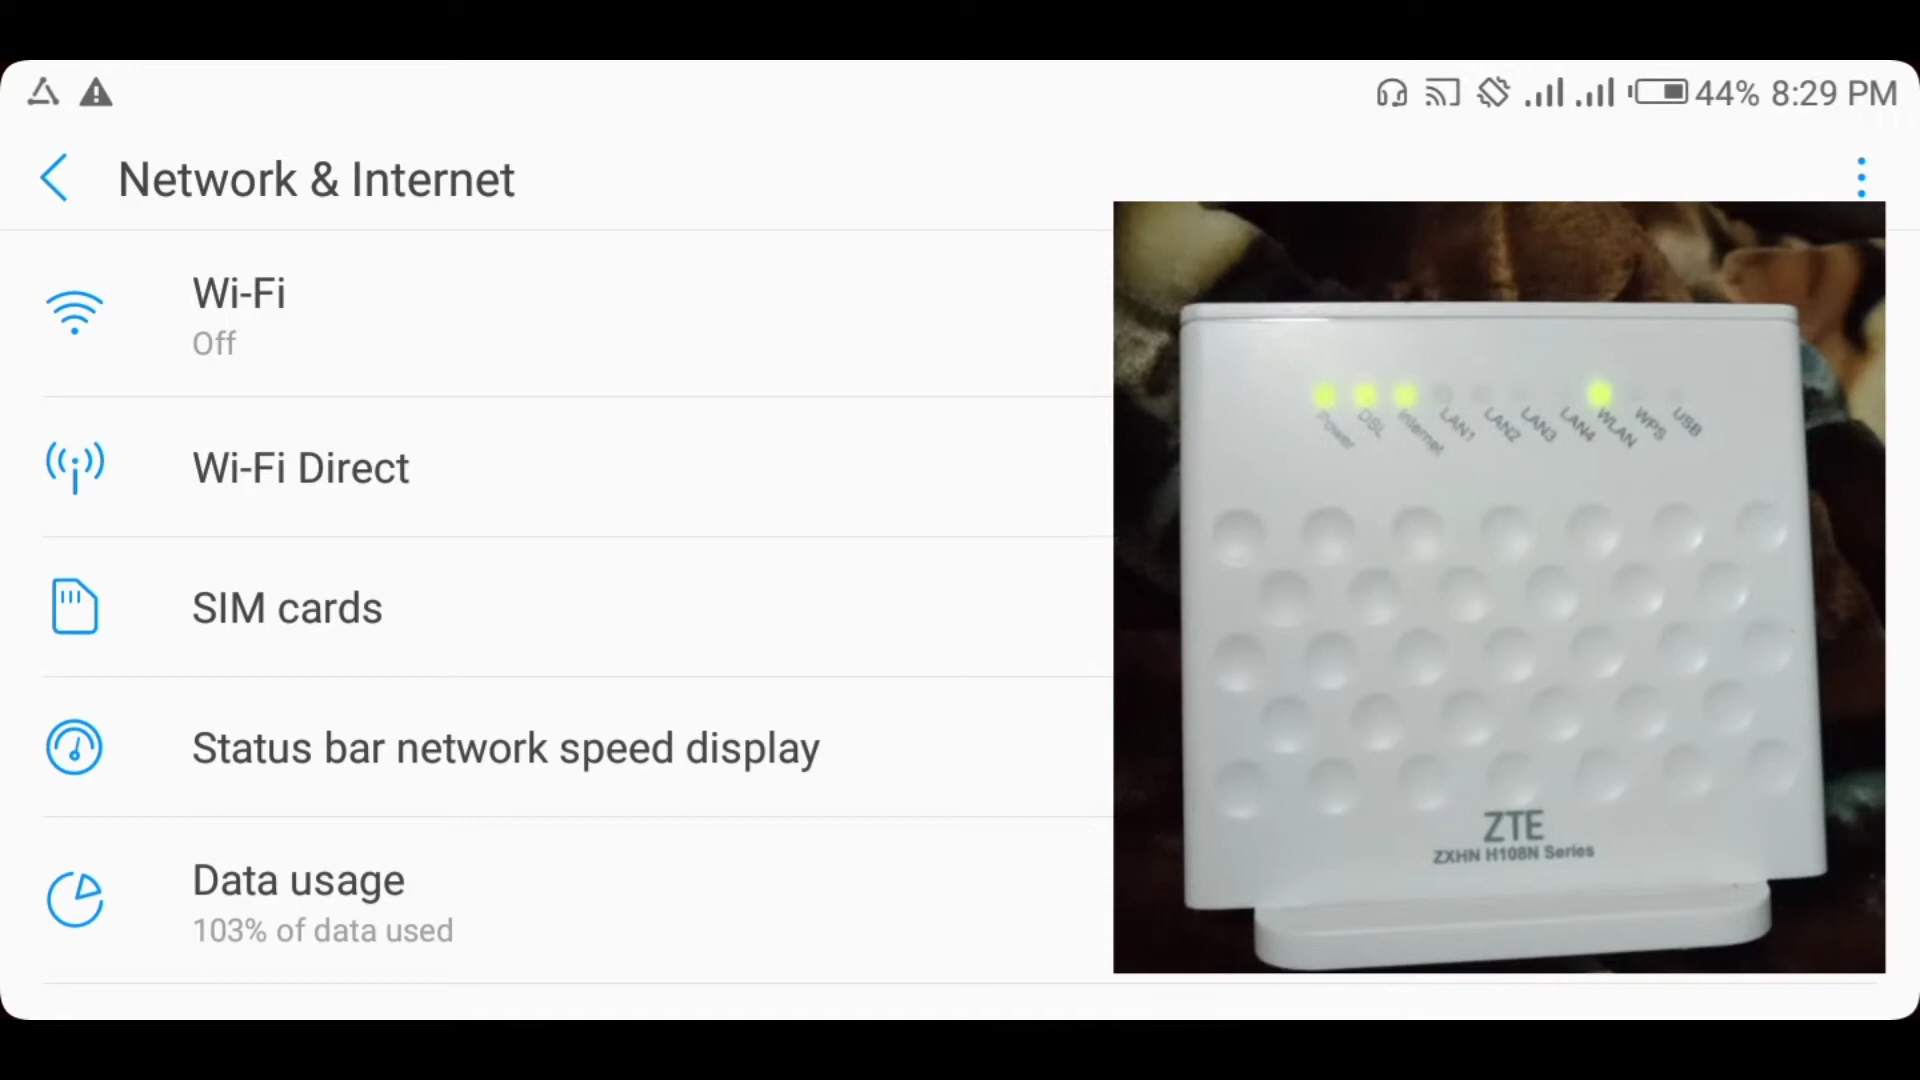 44% 8:29 PM
Network & Internet
Wi-Fi
Off
Wi-Fi Direct
SIM cards
Status bar network speed display
Data usage
103% of data used
Power DSL Internet LAN1 LAN2 LAN3 LAN4 WLAN WPS USB
ZTE
ZXHN H108N Series